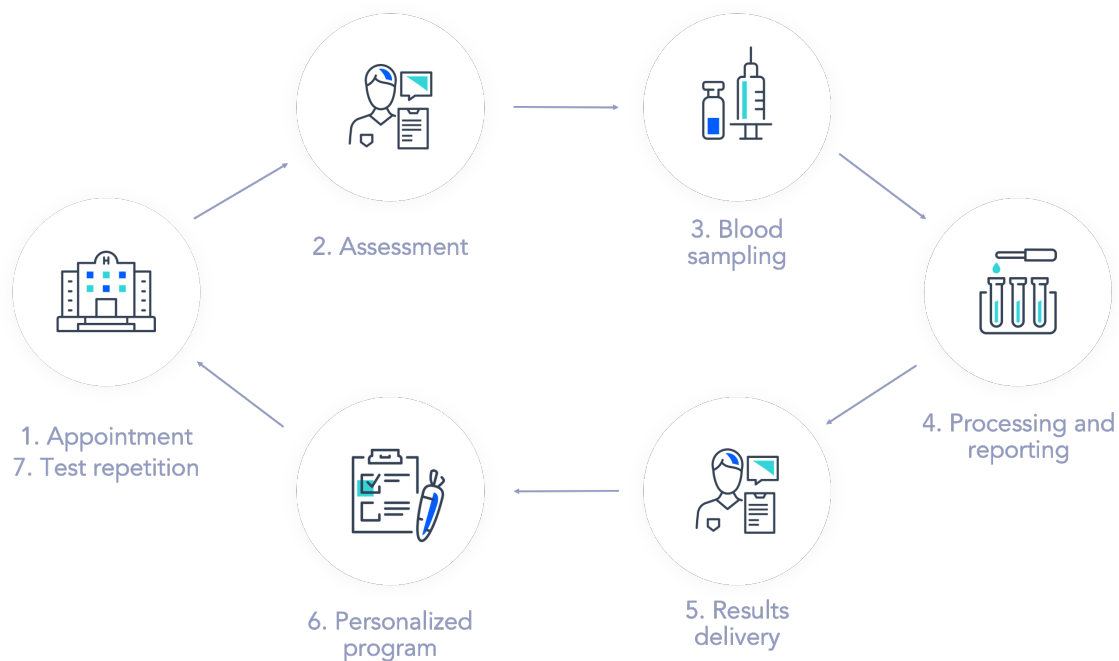 H
2. Assessment
3. Blood
sampling
1. Appointment
7. Test repetition
4. Processing and
reporting
6. Personalized
program
5. Results
delivery